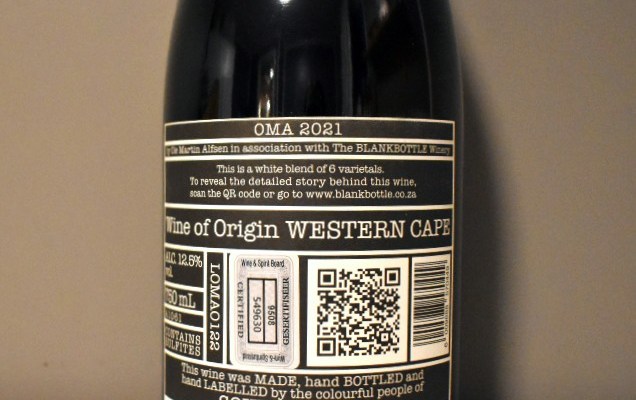 OMA 2021
Ole Martin Alfsen in association with The BLANKBOTTLE Winery
This is a white blend of 6 varietals.
To reveal the detailed story behind this wine,
scan the QR code or go to www.blankbottle.co.za
Wine of Origin WESTERN CAPE
ALC. 12.5%
750 mL
CONTAINS
SULFITES
LOMAO122
Wine & Spirit Board
CERTIFIED
549630
9508
GESERTIFISEER
Wyn-& Spiritusraad
This wine was MADE, hand BOTTLED and
hand LABELLED by the colourful people of